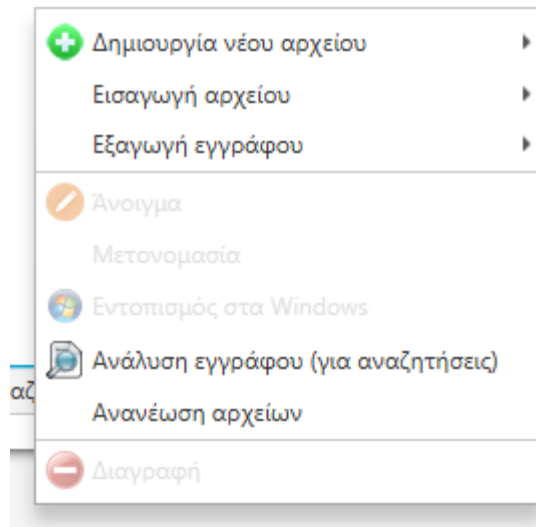 Δημιουργία νέου αρχείου
Εισαγωγή αρχείου
Εξαγωγή εγγράφου
Άνοιγμα
Μετονομασία
Εντοπισμός στα Windows
Ανάλυση εγγράφου (για αναζητήσεις)
Ανανέωση αρχείων
Διαγραφή